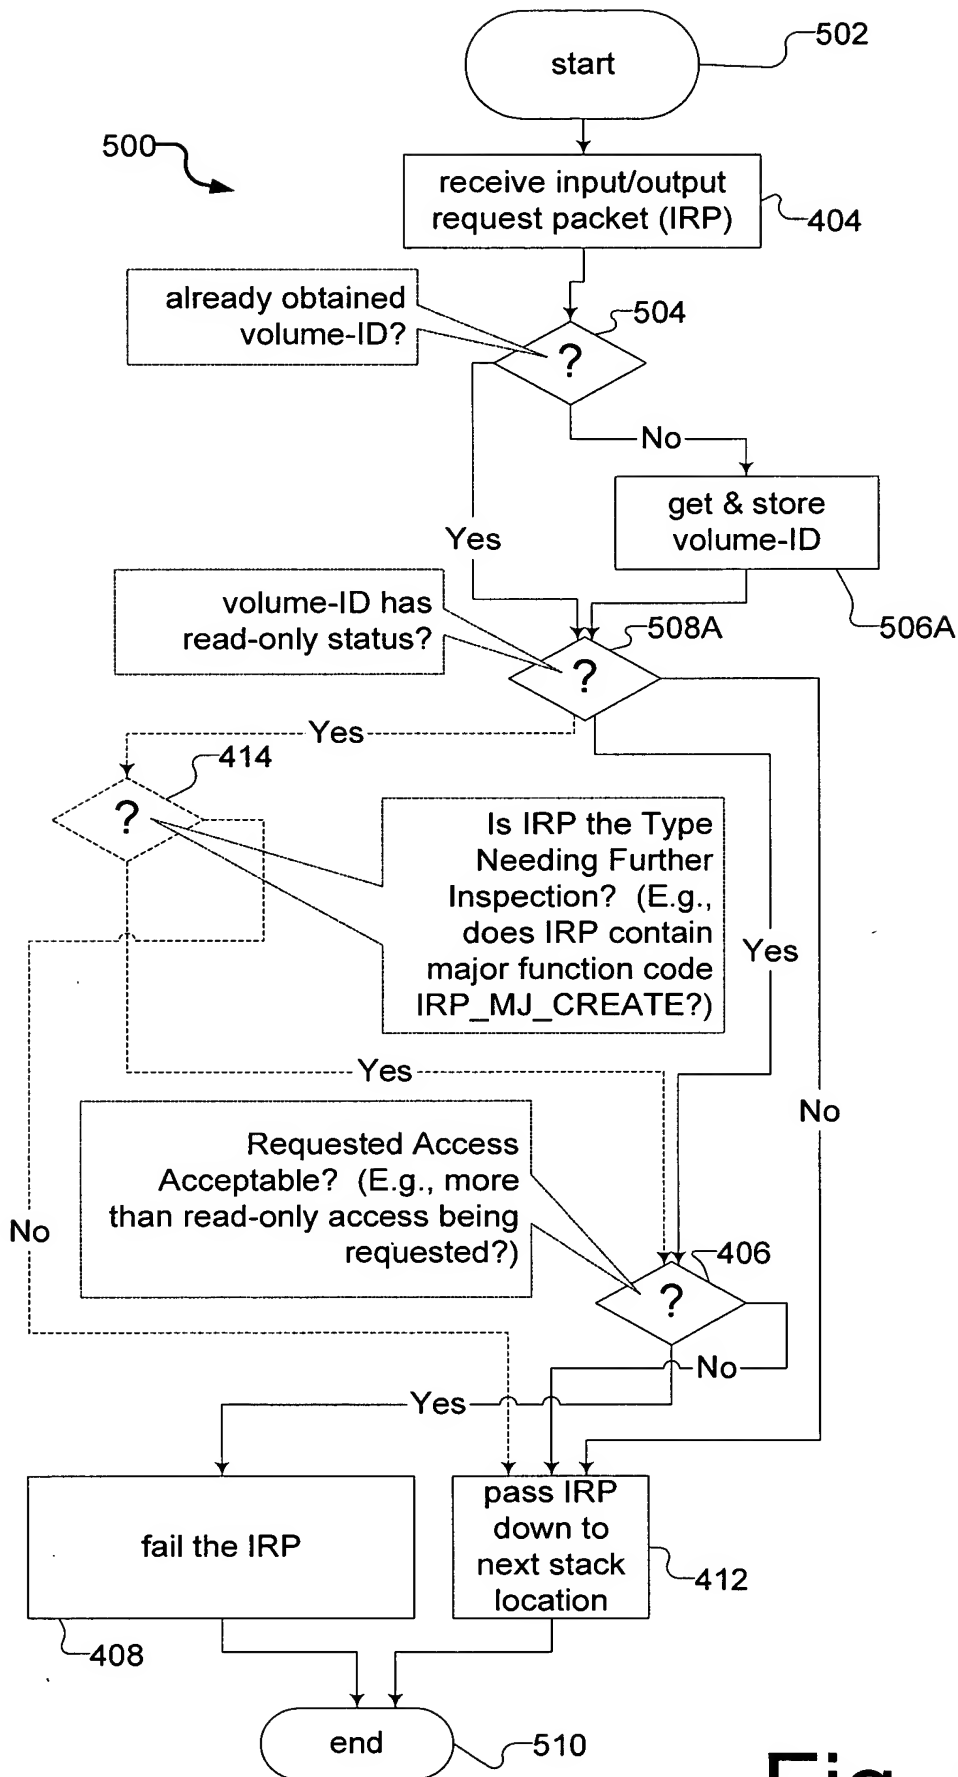 start
502
500
receive input/output
request packet (IRP)
404
already obtained
volume-ID?
504
?
No
get & store
volume-ID
Yes
506A
volume-ID has
read-only status?
508A
?
Yes
414
?
Is IRP the Type
Needing Further
Inspection? (E.g.,
does IRP contain
major function code
IRP_MJ_CREATE?)
Yes
Yes
No
Requested Access
Acceptable? (E.g., more
than read-only access being
requested?)
No
406
?
No
Yes
fail the IRP
pass IRP
down to
next stack
location
412
408
end
510
Fig